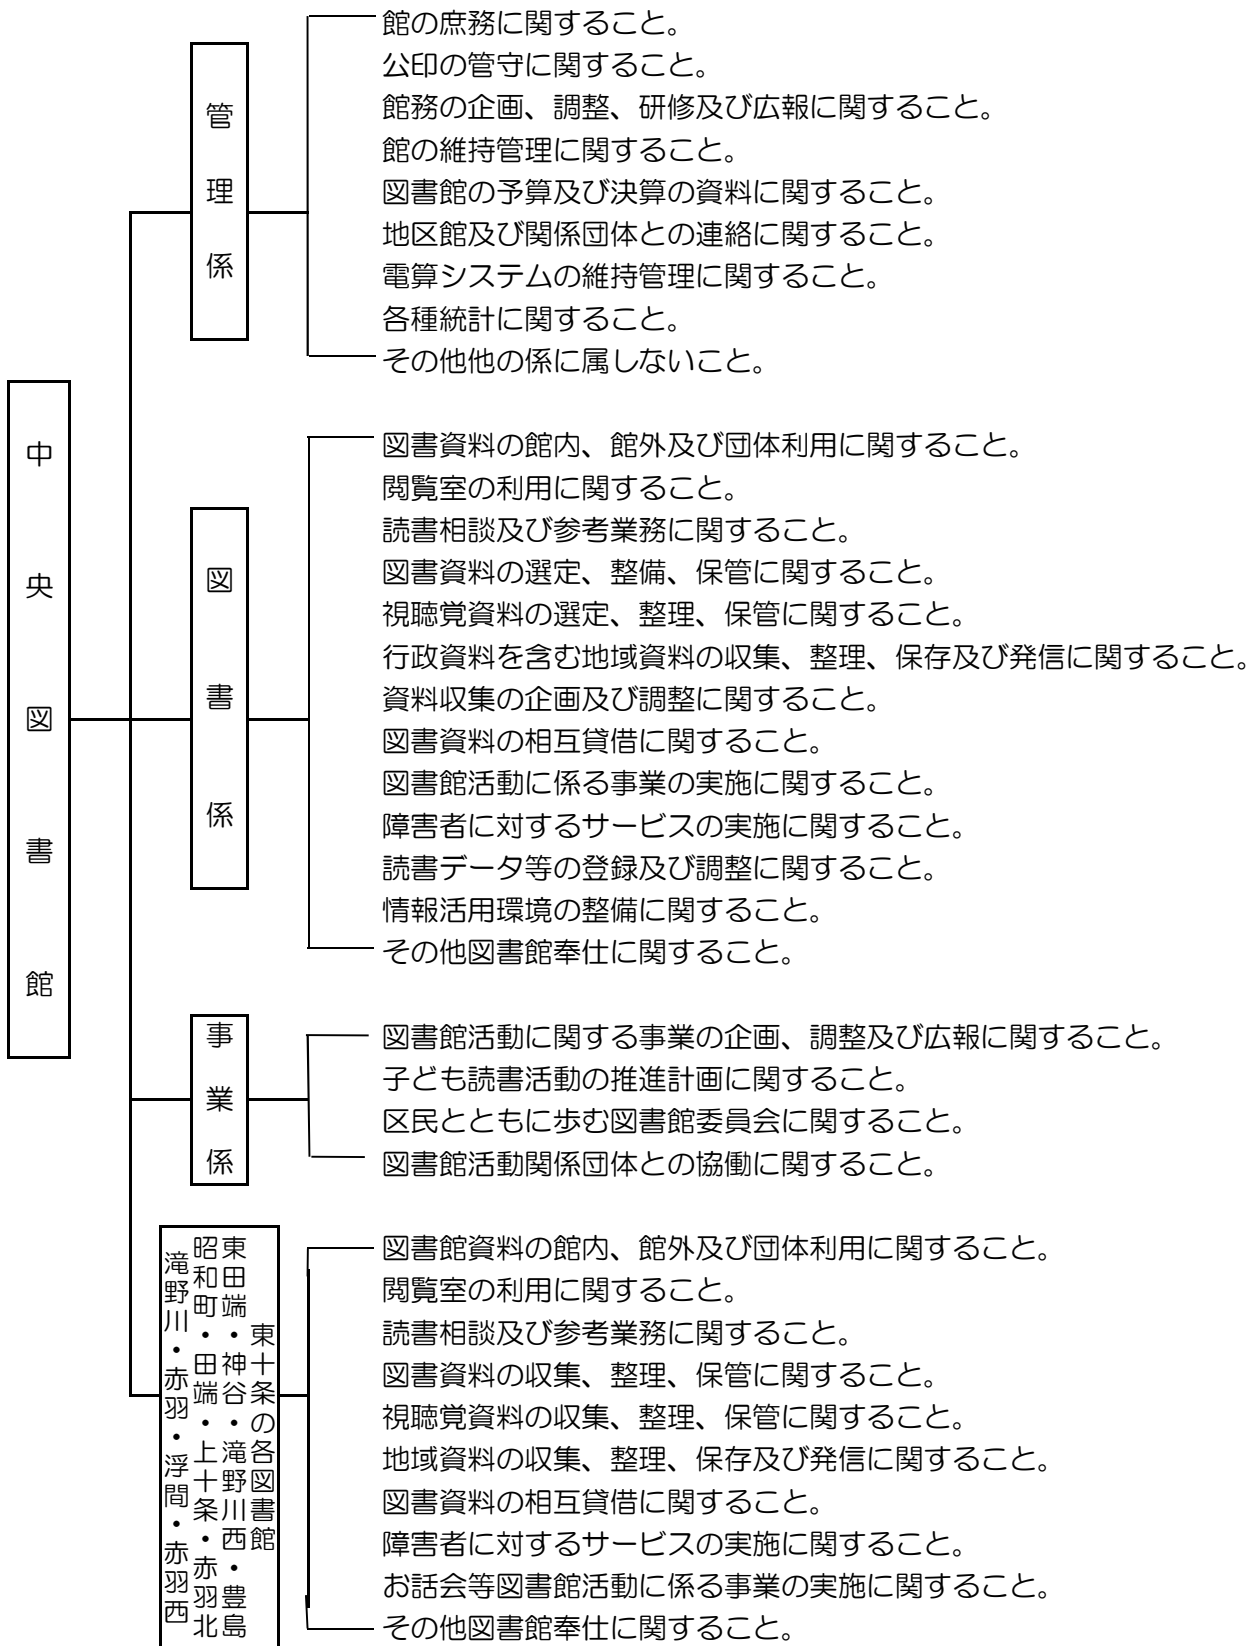 中央図書館
管理係
館の庶務に関すること。
公印の管守に関すること。
館務の企画、調整、研修及び広報に関すること。
館の維持管理に関すること。
図書館の予算及び決算の資料に関すること。
地区館及び関係団体との連絡に関すること。
電算システムの維持管理に関すること。
各種統計に関すること。
その他他の係に属しないこと。
図書係
図書資料の館内、館外及び団体利用に関すること。
閲覧室の利用に関すること。
読書相談及び参考業務に関すること。
図書資料の選定、整備、保管に関すること。
視聴覚資料の選定、整理、保管に関すること。
行政資料を含む地域資料の収集、整理、保存及び発信に関すること。
資料収集の企画及び調整に関すること。
図書資料の相互貸借に関すること。
図書館活動に係る事業の実施に関すること。
障害者に対するサービスの実施に関すること。
読書データ等の登録及び調整に関すること。
情報活用環境の整備に関すること。
その他図書館奉仕に関すること。
事業係
図書館活動に関する事業の企画、調整及び広報に関すること。
子ども読書活動の推進計画に関すること。
区民とともに歩む図書館委員会に関すること。
図書館活動関係団体との協働に関すること。
滝野川・赤羽・浮間・赤羽西
昭和町・田端・上十条・赤羽北
東田端・神谷・滝野川西・豊島
東十条の各図書館
図書館資料の館内、館外及び団体利用に関すること。
閲覧室の利用に関すること。
読書相談及び参考業務に関すること。
図書資料の収集、整理、保管に関すること。
視聴覚資料の収集、整理、保管に関すること。
地域資料の収集、整理、保存及び発信に関すること。
図書資料の相互貸借に関すること。
障害者に対するサービスの実施に関すること。
お話会等図書館活動に係る事業の実施に関すること。
その他図書館奉仕に関すること。